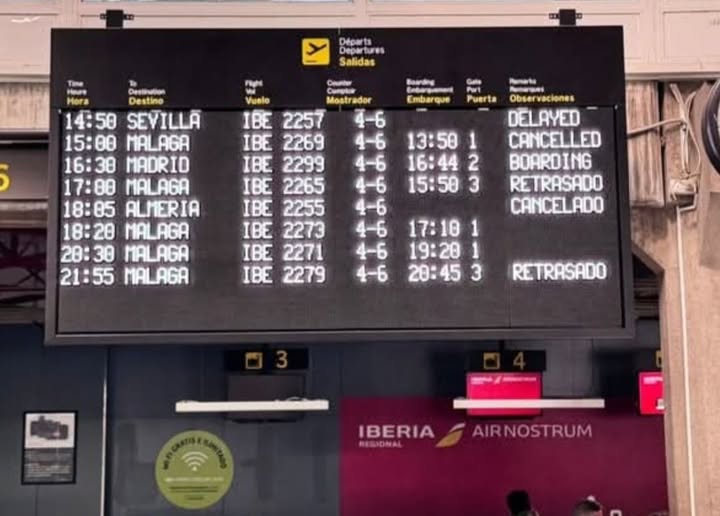 Départs
Departures
Salidas
Time To Flight Counter Boarding Gate Remarks
Heure Destination Vol Comptoir Embarquement Port Remarques
Hora Destino Vuelo Mostrador Embarque Puerta Observaciones
14:50 SEVILLA IBE 2257 4-6 DELAYED
15:00 MALAGA IBE 2269 4-6 13:50 1 CANCELLED
16:30 MADRID IBE 2299 4-6 16:44 2 BOARDING
17:00 MALAGA IBE 2265 4-6 15:50 3 RETRASADO
18:05 ALMERIA IBE 2255 4-6 CANCELADO
18:20 MALAGA IBE 2273 4-6 17:10 1
20:30 MALAGA IBE 2271 4-6 19:20 1
21:55 MALAGA IBE 2279 4-6 20:45 3 RETRASADO
3 4
IBERIA AIRNOSTRUM
REGIONAL
WI-FI GRATIS E ILIMITADO